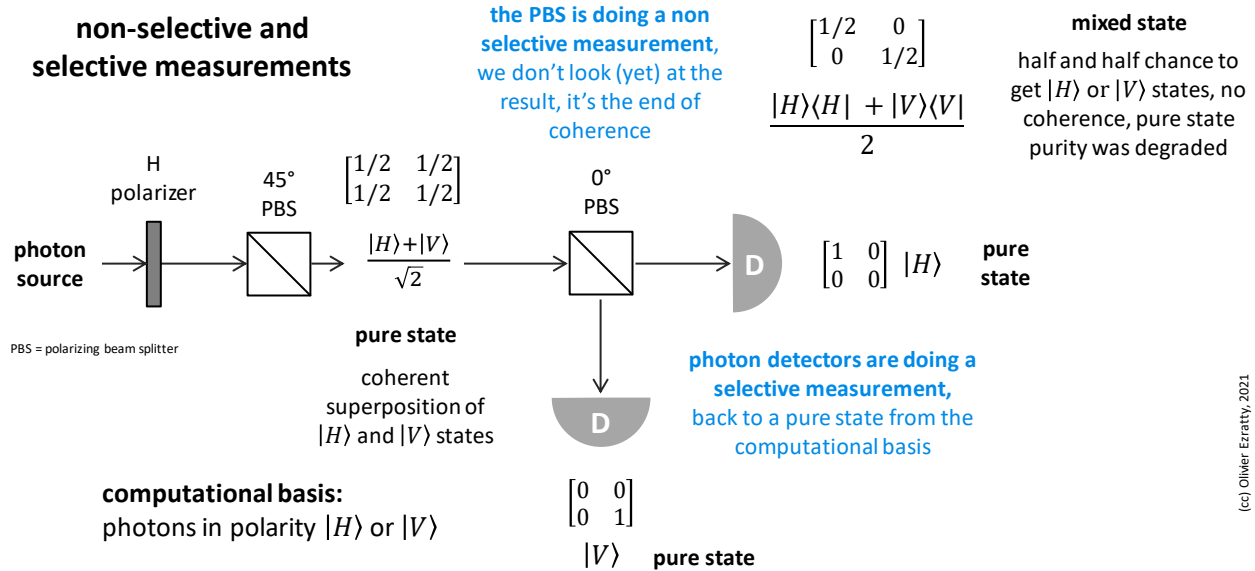 non-selective and
selective measurements
the PBS is doing a non
selective measurement,
we don't look (yet) at the
result, it's the end of
coherence
[1/2 0
0 1/2]
|H⟩⟨H| + |V⟩⟨V|
2
mixed state
half and half chance to
get |H⟩ or |V⟩ states, no
coherence, pure state
purity was degraded
photon
source
H
polarizer
45°
PBS
[1/2 1/2
1/2 1/2]
|H⟩+|V⟩
√2
pure state
coherent
superposition of
|H⟩ and |V⟩ states
0°
PBS
D
[1 0
0 0] |H⟩
pure
state
PBS = polarizing beam splitter
photon detectors are doing a
selective measurement,
back to a pure state from the
computational basis
D
[0 0
0 1]
|V⟩ pure state
computational basis:
photons in polarity |H⟩ or |V⟩
(cc) Olivier Ezratty, 2021